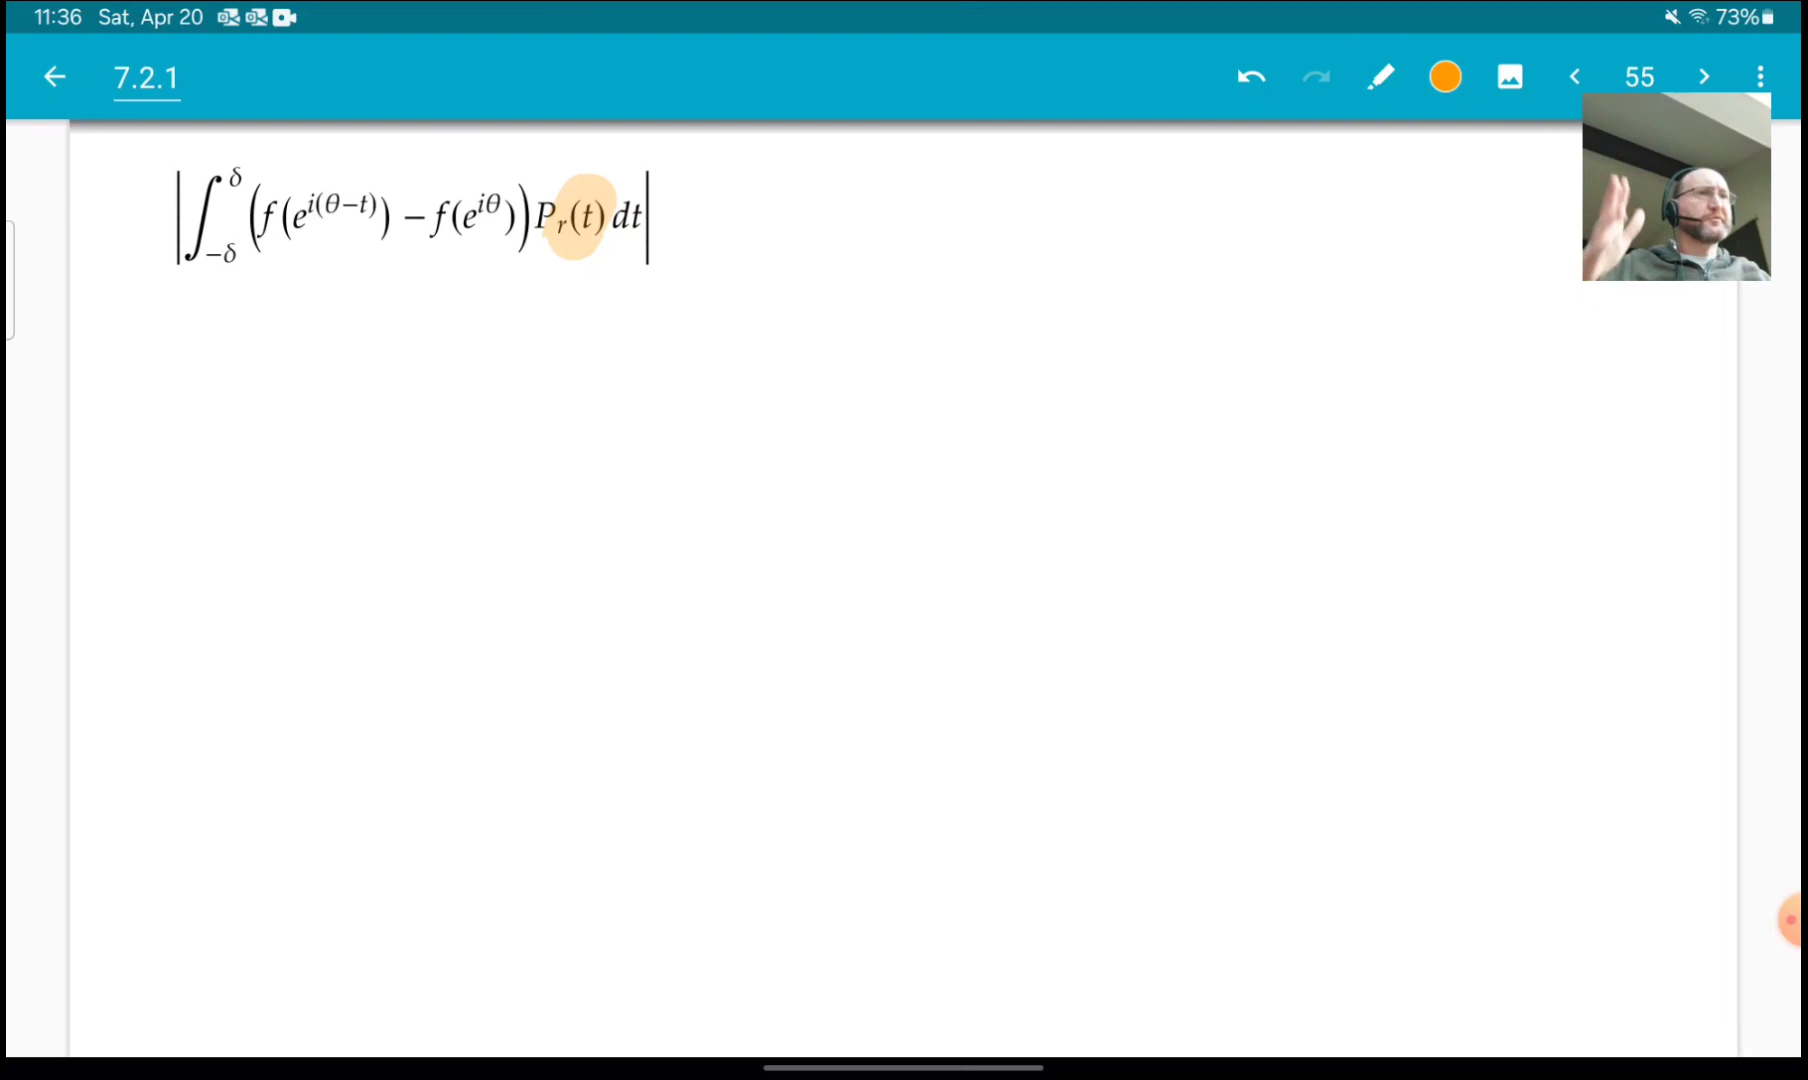 11:36 Sat, Apr 20 73%
7.2.1 55
|∫_{−δ}^{δ} (f(e^{i(θ−t)}) − f(e^{iθ})) P_r(t) dt|